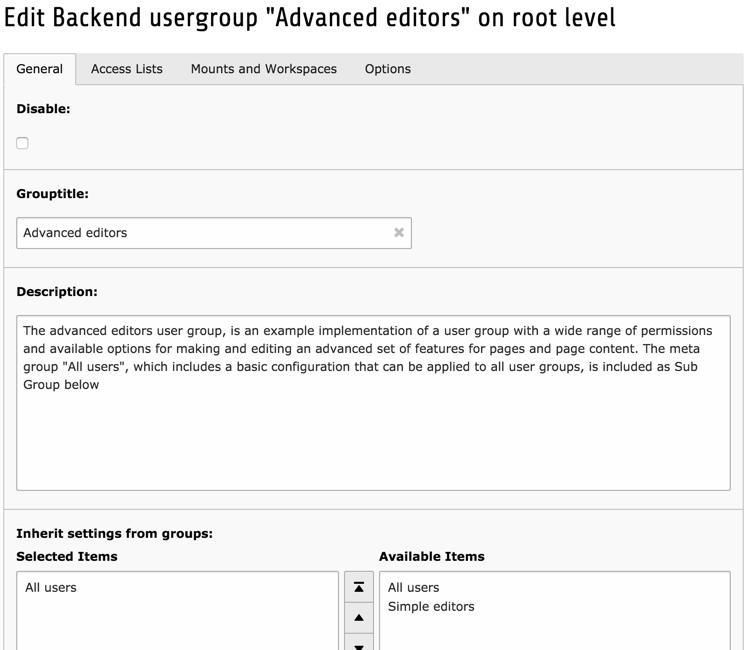 Edit Backend usergroup "Advanced editors" on root level
General Access Lists Mounts and Workspaces Options
Disable:
Grouptitle:
Advanced editors
Description:
The advanced editors user group, is an example implementation of a user group with a wide range of permissions
and available options for making and editing an advanced set of features for pages and page content. The meta
group "All users", which includes a basic configuration that can be applied to all user groups, is included as Sub
Group below
Inherit settings from groups:
Selected Items Available Items
All users All users
Simple editors